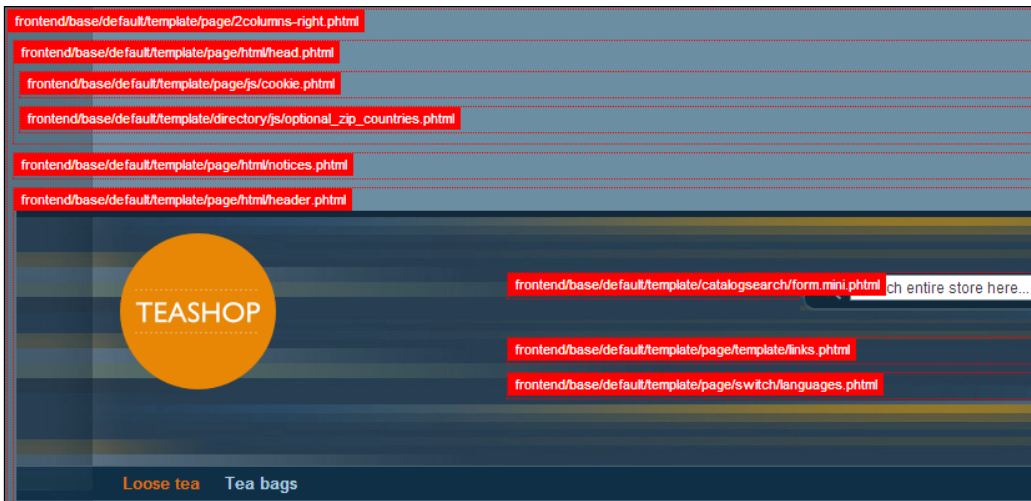 frontend/base/default/template/page/2columns-right.phtml
frontend/base/default/template/page/html/head.phtml
frontend/base/default/template/page/js/cookie.phtml
frontend/base/default/template/directory/js/optional_zip_countries.phtml
frontend/base/default/template/page/html/notices.phtml
frontend/base/default/template/page/html/header.phtml
frontend/base/default/template/catalogsearch/form.mini.phtml
ch entire store here...
TEASHOP
frontend/base/default/template/page/template/links.phtml
frontend/base/default/template/page/switch/languages.phtml
Loose tea Tea bags